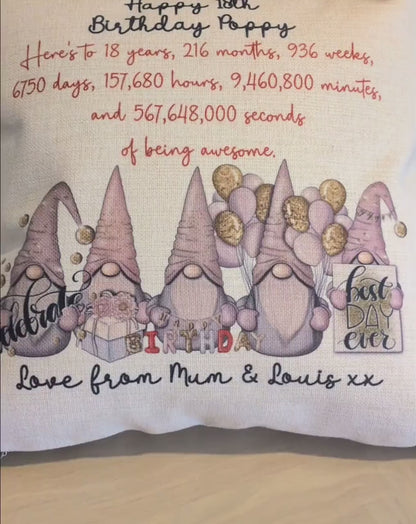 Happy 18th
Birthday Poppy
Here's to 18 years, 216 months, 936 weeks,
6750 days, 157,680 hours, 9,460,800 minutes,
and 567,648,000 seconds
of being awesome.
elebrate
BIRTHDAY
best
DAY
ever
Love from Mum & Louis xx